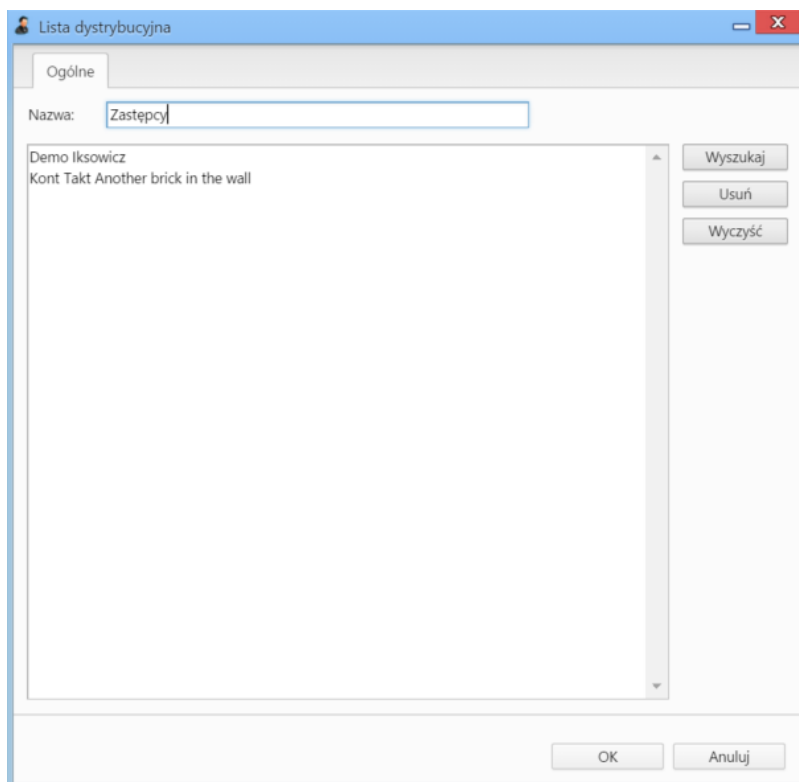 Lista dystrybucyjna
Ogólne
Nazwa: Zastępcy
Demo Iksowicz
Kont Takt Another brick in the wall
Wyszukaj
Usuń
Wyczyść
OK Anuluj